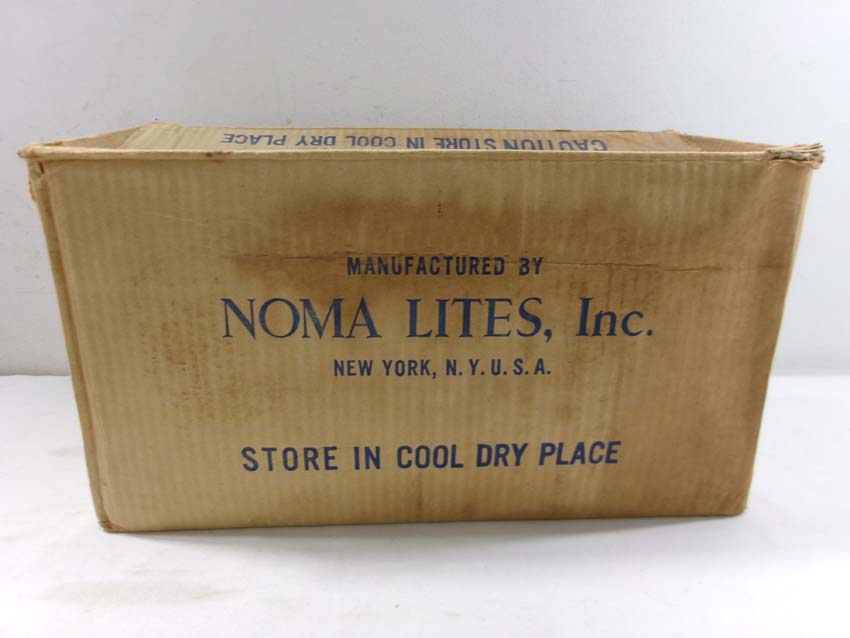 CAUTION STORE IN COOL DRY PLACE
MANUFACTURED BY
NOMA LITES, Inc.
NEW YORK, N.Y. U.S.A.
STORE IN COOL DRY PLACE